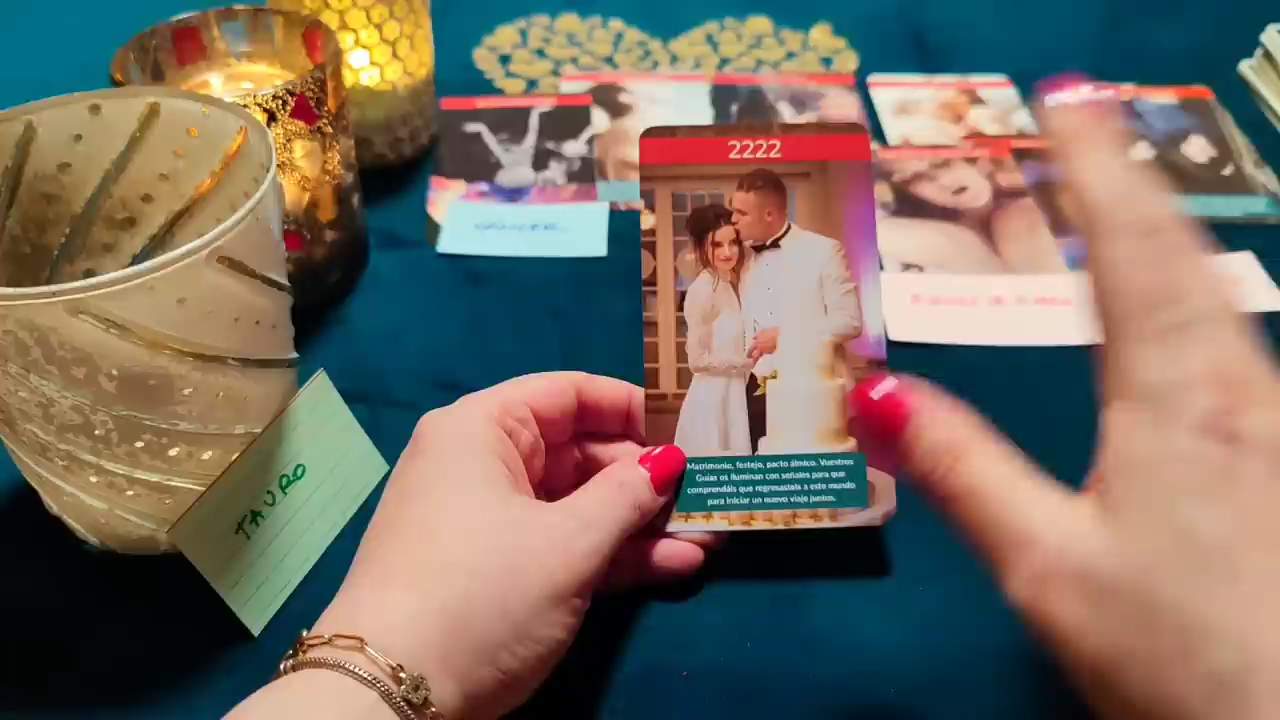 2222
Matrimonio, festejo, pacto álmico. Vuestros
Guías os iluminan con señales para que
comprendáis que regresasteis a este mundo
para iniciar un nuevo viaje juntos.
TAURO